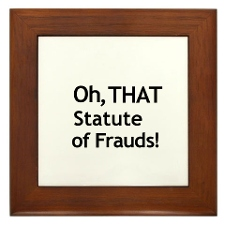 Oh, THAT
Statute
of Frauds!